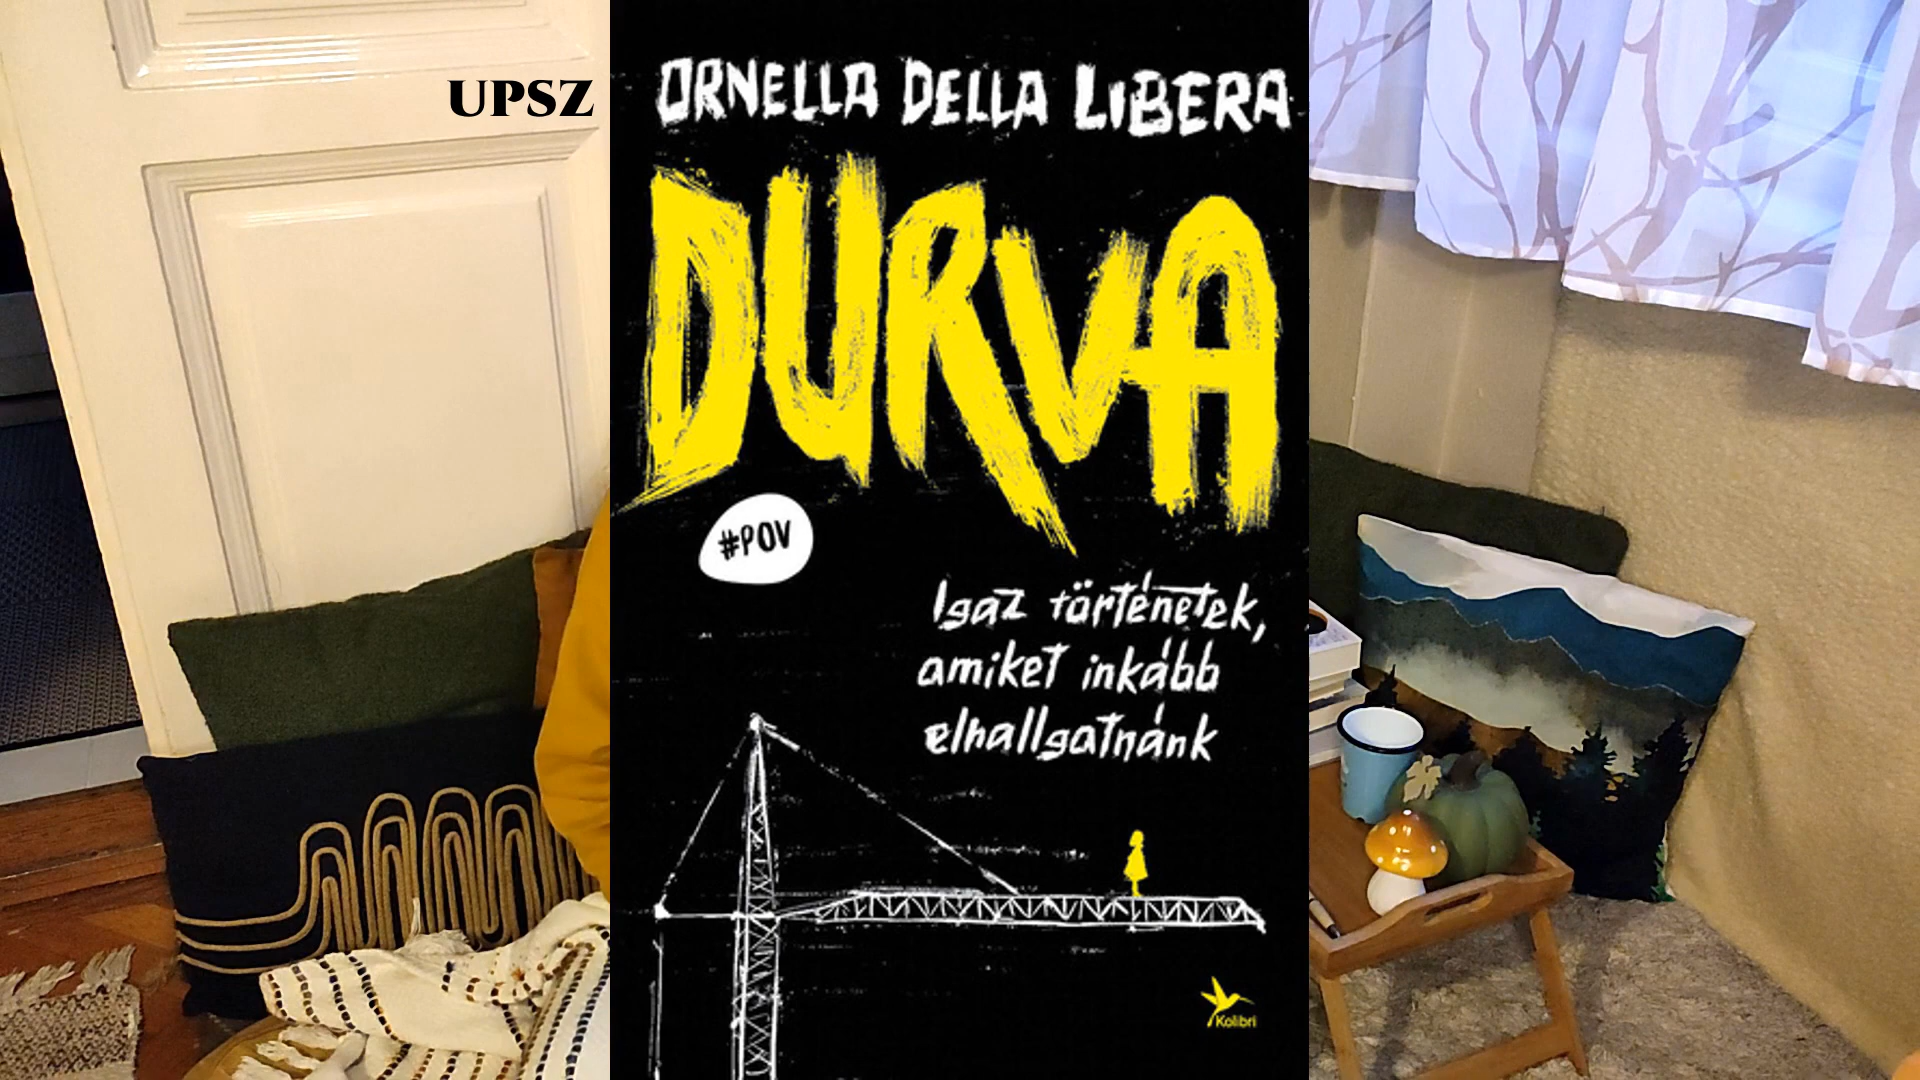 UPSZ
ORNELLA DELLA LIBERA
DURVA
#POV
Igaz történetek,
amiket inkább
elhallgatnánk
Kolibri